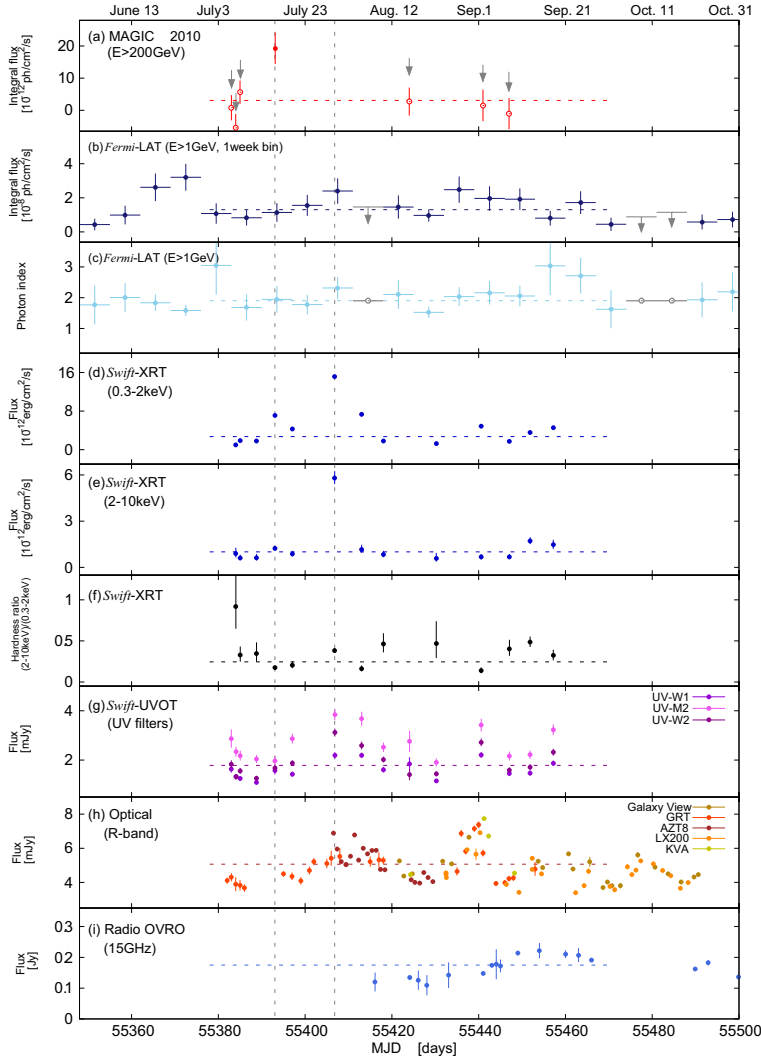 June 13 July3 July 23 Aug. 12 Sep.1 Sep. 21 Oct. 11 Oct. 31
(a) MAGIC 2010
(E>200GeV)
Integral flux
[10-12 ph/cm2/s]
20
10
0
(b) Fermi-LAT (E>1GeV, 1week bin)
Integral flux
[10-8 ph/cm2/s]
4
2
0
(c) Fermi-LAT (E>1GeV)
Photon index
3
2
1
(d) Swift-XRT
(0.3-2keV)
Flux
[10-12erg/cm2/s]
16
8
0
(e) Swift-XRT
(2-10keV)
Flux
[10-12erg/cm2/s]
6
3
0
(f) Swift-XRT
Hardness ratio
(2-10keV)/(0.3-2keV)
1
0.5
0
(g) Swift-UVOT
(UV filters)
Flux
[mJy]
4
2
UV-W1
UV-M2
UV-W2
(h) Optical
(R-band)
Flux
[mJy]
8
6
4
Galaxy View
GRT
AZT8
LX200
KVA
(i) Radio OVRO
(15GHz)
Flux
[Jy]
0.3
0.2
0.1
0
55360 55380 55400 55420 55440 55460 55480 55500
MJD [days]